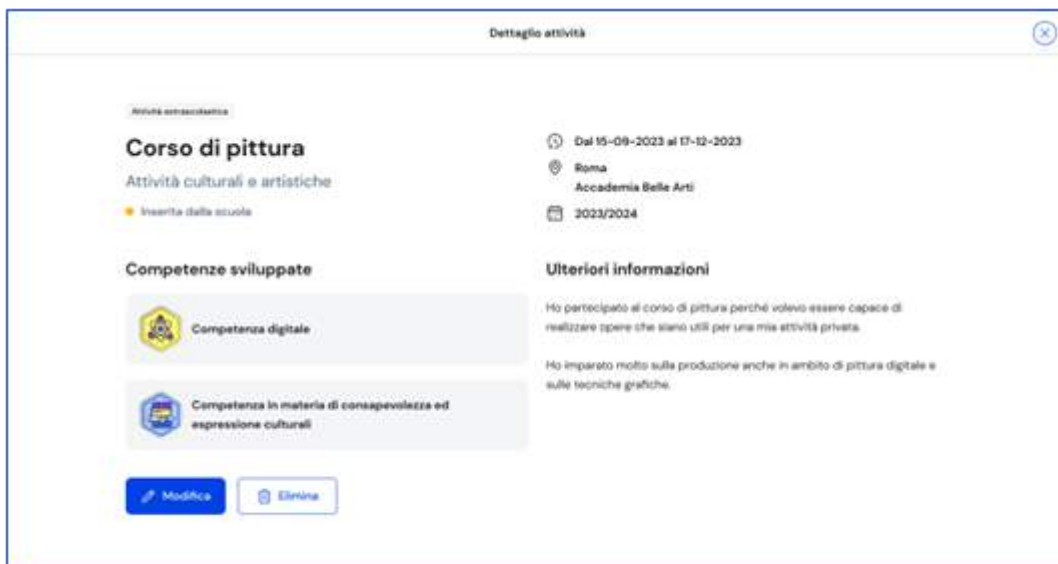 Dettaglio attività
Attività extrascolastica
Corso di pittura
Attività culturali e artistiche
Inserita dalla scuola
Dal 15-09-2023 al 17-12-2023
Roma
Accademia Belle Arti
2023/2024
Competenze sviluppate
Competenza digitale
Competenza in materia di consapevolezza ed
espressione culturali
Ulteriori informazioni
Ho partecipato al corso di pittura perché volevo essere capace di
realizzare opere che siano utili per una mia attività privata.
Ho imparato molto sulla produzione anche in ambito di pittura digitale e
sulle tecniche grafiche.
Modifica
Elimina